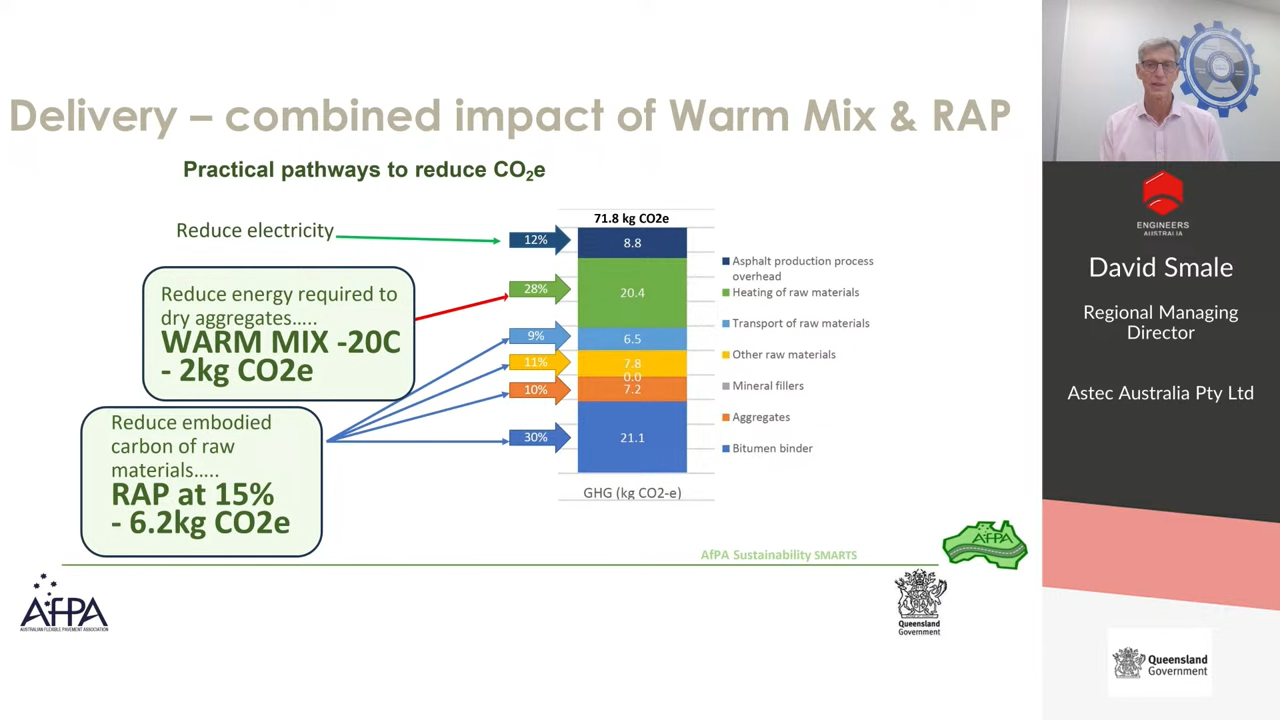 Delivery – combined impact of Warm Mix & RAP
Practical pathways to reduce CO₂e
Reduce electricity
Reduce energy required to
dry aggregates.....
WARM MIX -20C
- 2kg CO2e
Reduce embodied
carbon of raw
materials.....
RAP at 15%
- 6.2kg CO2e
71.8 kg CO2e
12%
8.8
28%
20.4
9%
6.5
11%
7.8
0.0
10%
7.2
30%
21.1
GHG (kg CO2-e)
Asphalt production process
overhead
Heating of raw materials
Transport of raw materials
Other raw materials
Mineral fillers
Aggregates
Bitumen binder
AfPA Sustainability SMARTS
AfPA
AfPA
AUSTRALIAN FLEXIBLE PAVEMENT ASSOCIATION
Queensland
Government
ENGINEERS
AUSTRALIA
David Smale
Regional Managing
Director
Astec Australia Pty Ltd
Queensland
Government